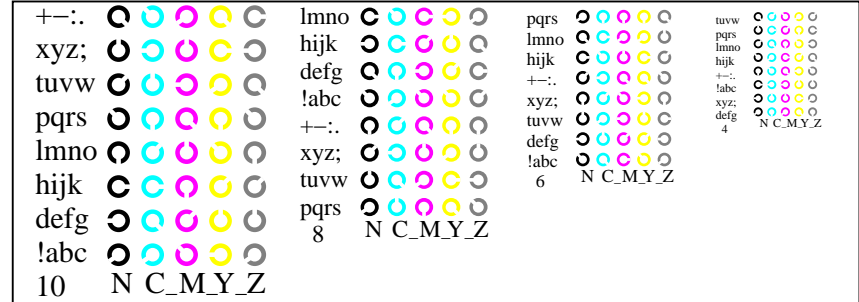 +−:.
xyz;
tuvw
pqrs
lmno
hijk
defg
!abc
10 N C_M_Y_Z
lmno
hijk
defg
!abc
+−:.
xyz;
tuvw
pqrs
8 N C_M_Y_Z
pqrs
lmno
hijk
+−:.
xyz;
tuvw
defg
!abc
6 N C_M_Y_Z
tuvw
pqrs
lmno
hijk
+−:.
!abc
xyz;
defg
4 N C_M_Y_Z